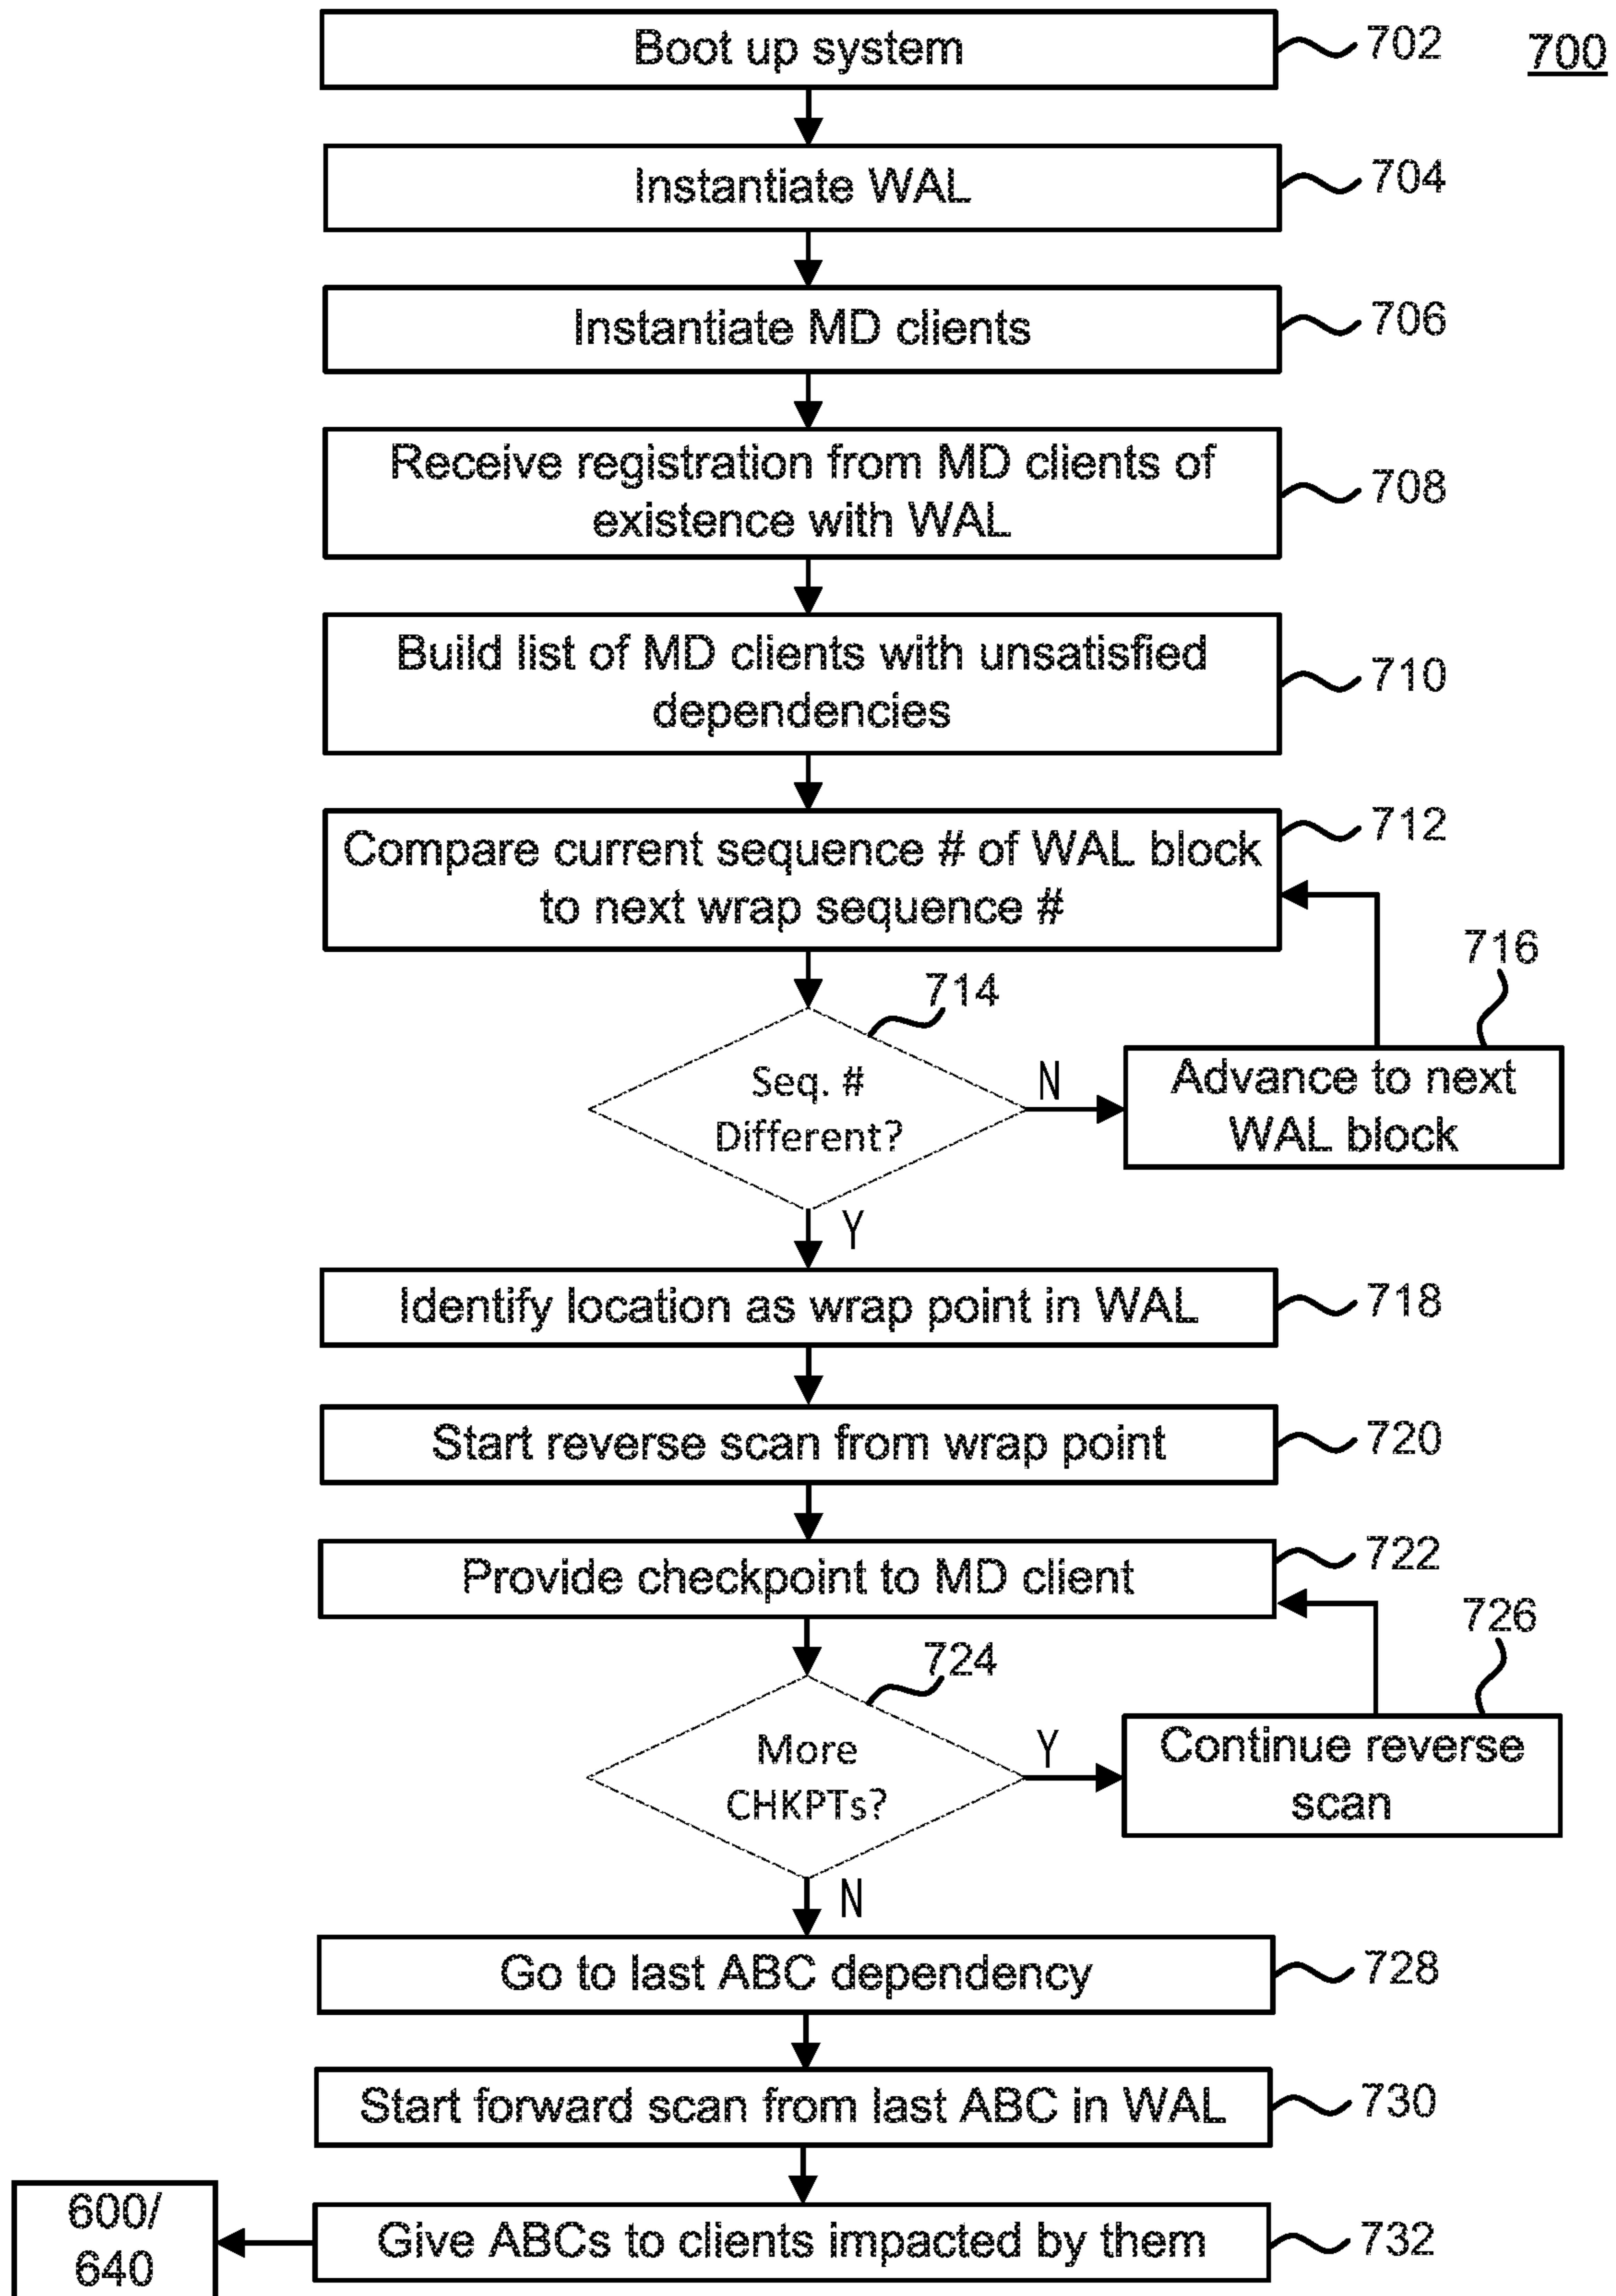 Boot up system
702
700
Instantiate WAL
704
Instantiate MD clients
706
Receive registration from MD clients of
existence with WAL
708
Build list of MD clients with unsatisfied
dependencies
710
Compare current sequence # of WAL block
to next wrap sequence #
712
714
716
Seq. #
Different?
N
Advance to next
WAL block
Y
Identify location as wrap point in WAL
718
Start reverse scan from wrap point
720
Provide checkpoint to MD client
722
724
726
More
CHKPTs?
Y
Continue reverse
scan
N
Go to last ABC dependency
728
Start forward scan from last ABC in WAL
730
600/
640
Give ABCs to clients impacted by them
732